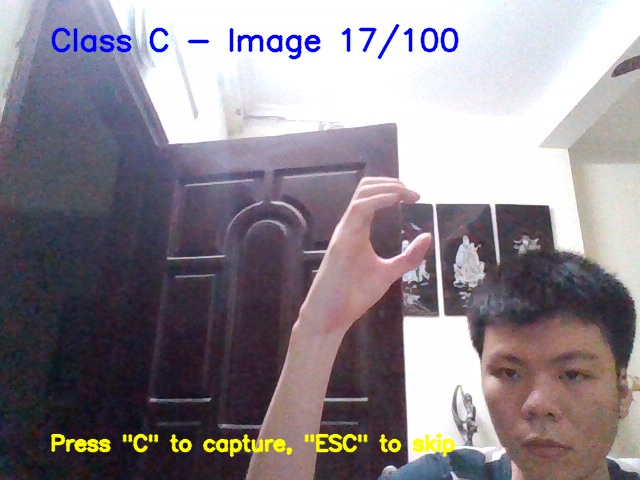 Class C - Image 17/100
Press "C" to capture, "ESC" to skip